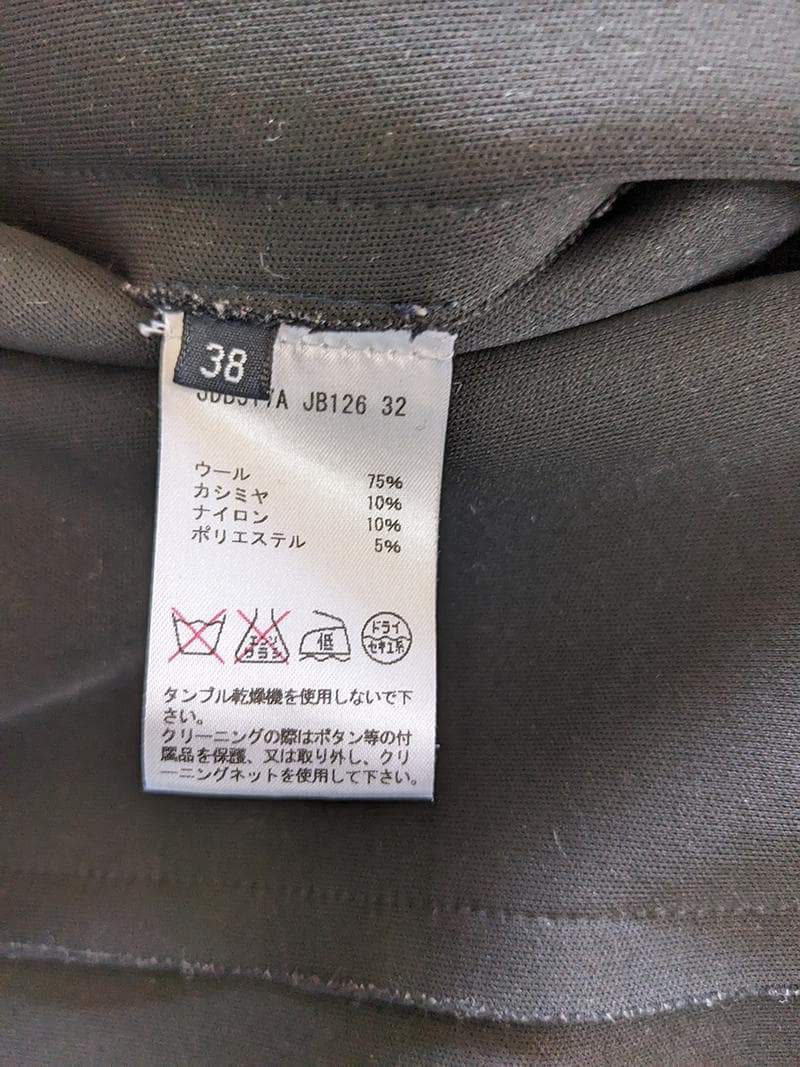 38
JB126 32
ウール 75%
カシミヤ 10%
ナイロン 10%
ポリエステル 5%
エンソサラシ
低
ドライ
セキユ系
タンブル乾燥機を使用しないで下
さい。
クリーニングの際はボタン等の付
属品を保護、又は取り外し、クリ
ーニングネットを使用して下さい。